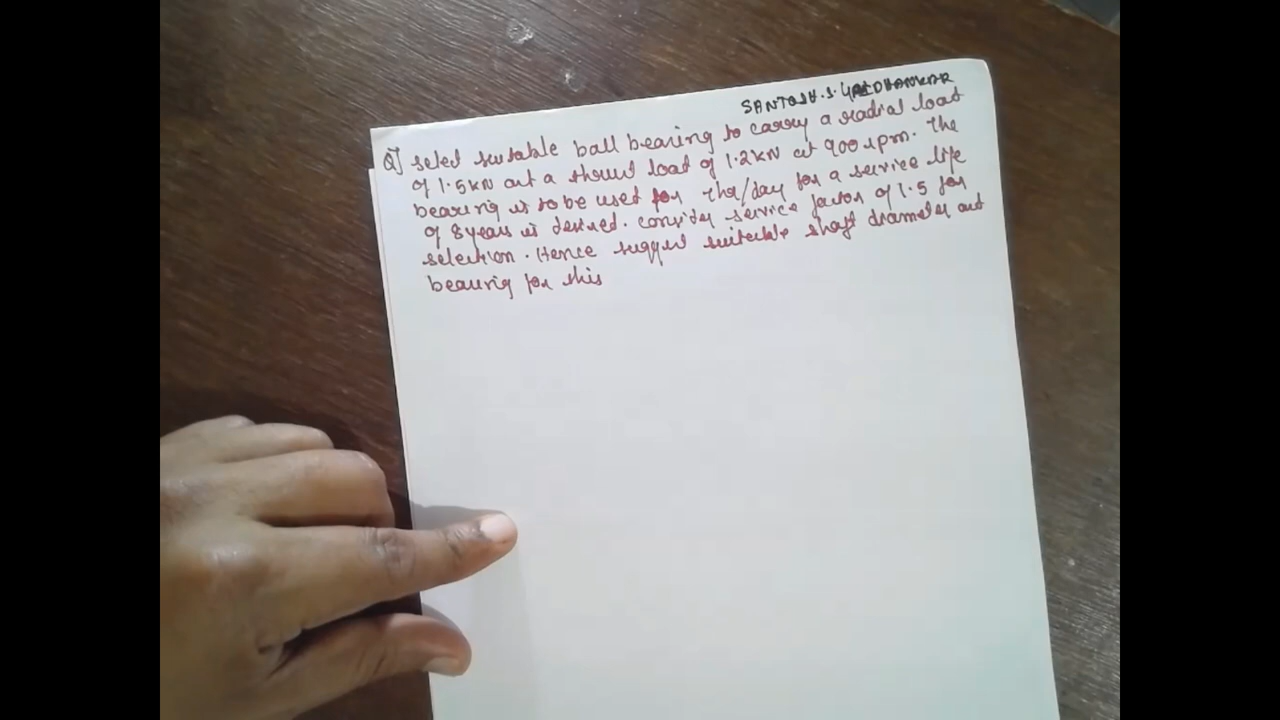 SANTOSH.S.
Q] select suitable ball bearing to carry a radial load
of 1.5kN and a thrust load of 1.2kN at 900 rpm. The
bearing is to be used for 7hr/day for a service life
of 8years is desired. consider service factor of 1.5 for
selection. Hence suggest suitable shaft diameter and
bearing for this